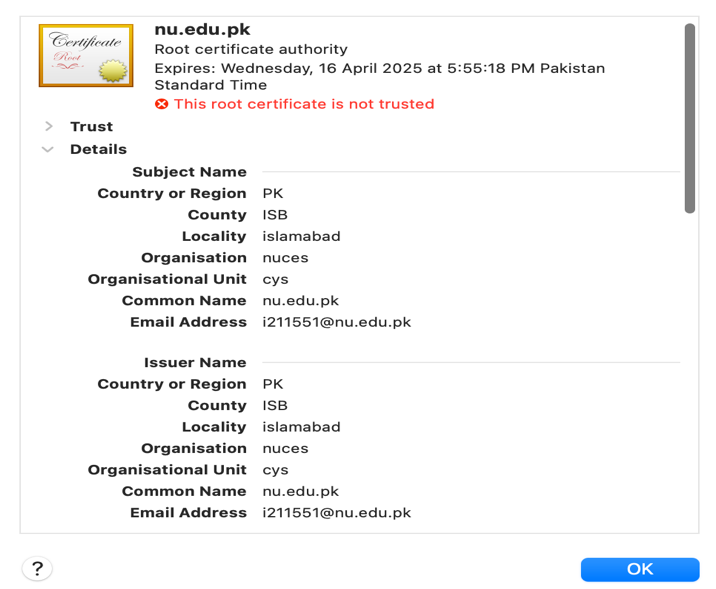 Certificate
Root
nu.edu.pk
Root certificate authority
Expires: Wednesday, 16 April 2025 at 5:55:18 PM Pakistan
Standard Time
This root certificate is not trusted
Trust
Details
Subject Name
Country or Region PK
County ISB
Locality islamabad
Organisation nuces
Organisational Unit cys
Common Name nu.edu.pk
Email Address i211551@nu.edu.pk
Issuer Name
Country or Region PK
County ISB
Locality islamabad
Organisation nuces
Organisational Unit cys
Common Name nu.edu.pk
Email Address i211551@nu.edu.pk
?
OK